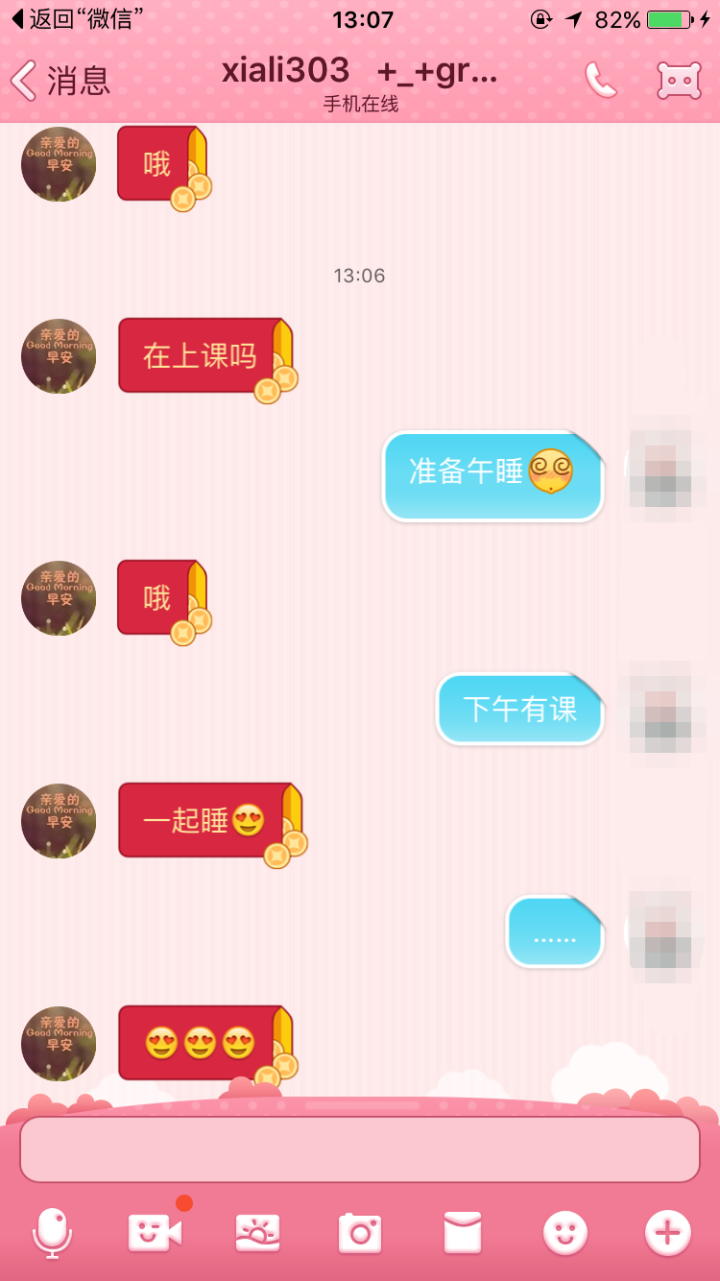 返回“微信”
13:07
82%
消息
xiali303 +_+gr...
手机在线
亲爱的
Good Morning
早安
哦
13:06
亲爱的
Good Morning
早安
在上课吗
准备午睡
亲爱的
Good Morning
早安
哦
下午有课
亲爱的
Good Morning
早安
一起睡
......
亲爱的
Good Morning
早安